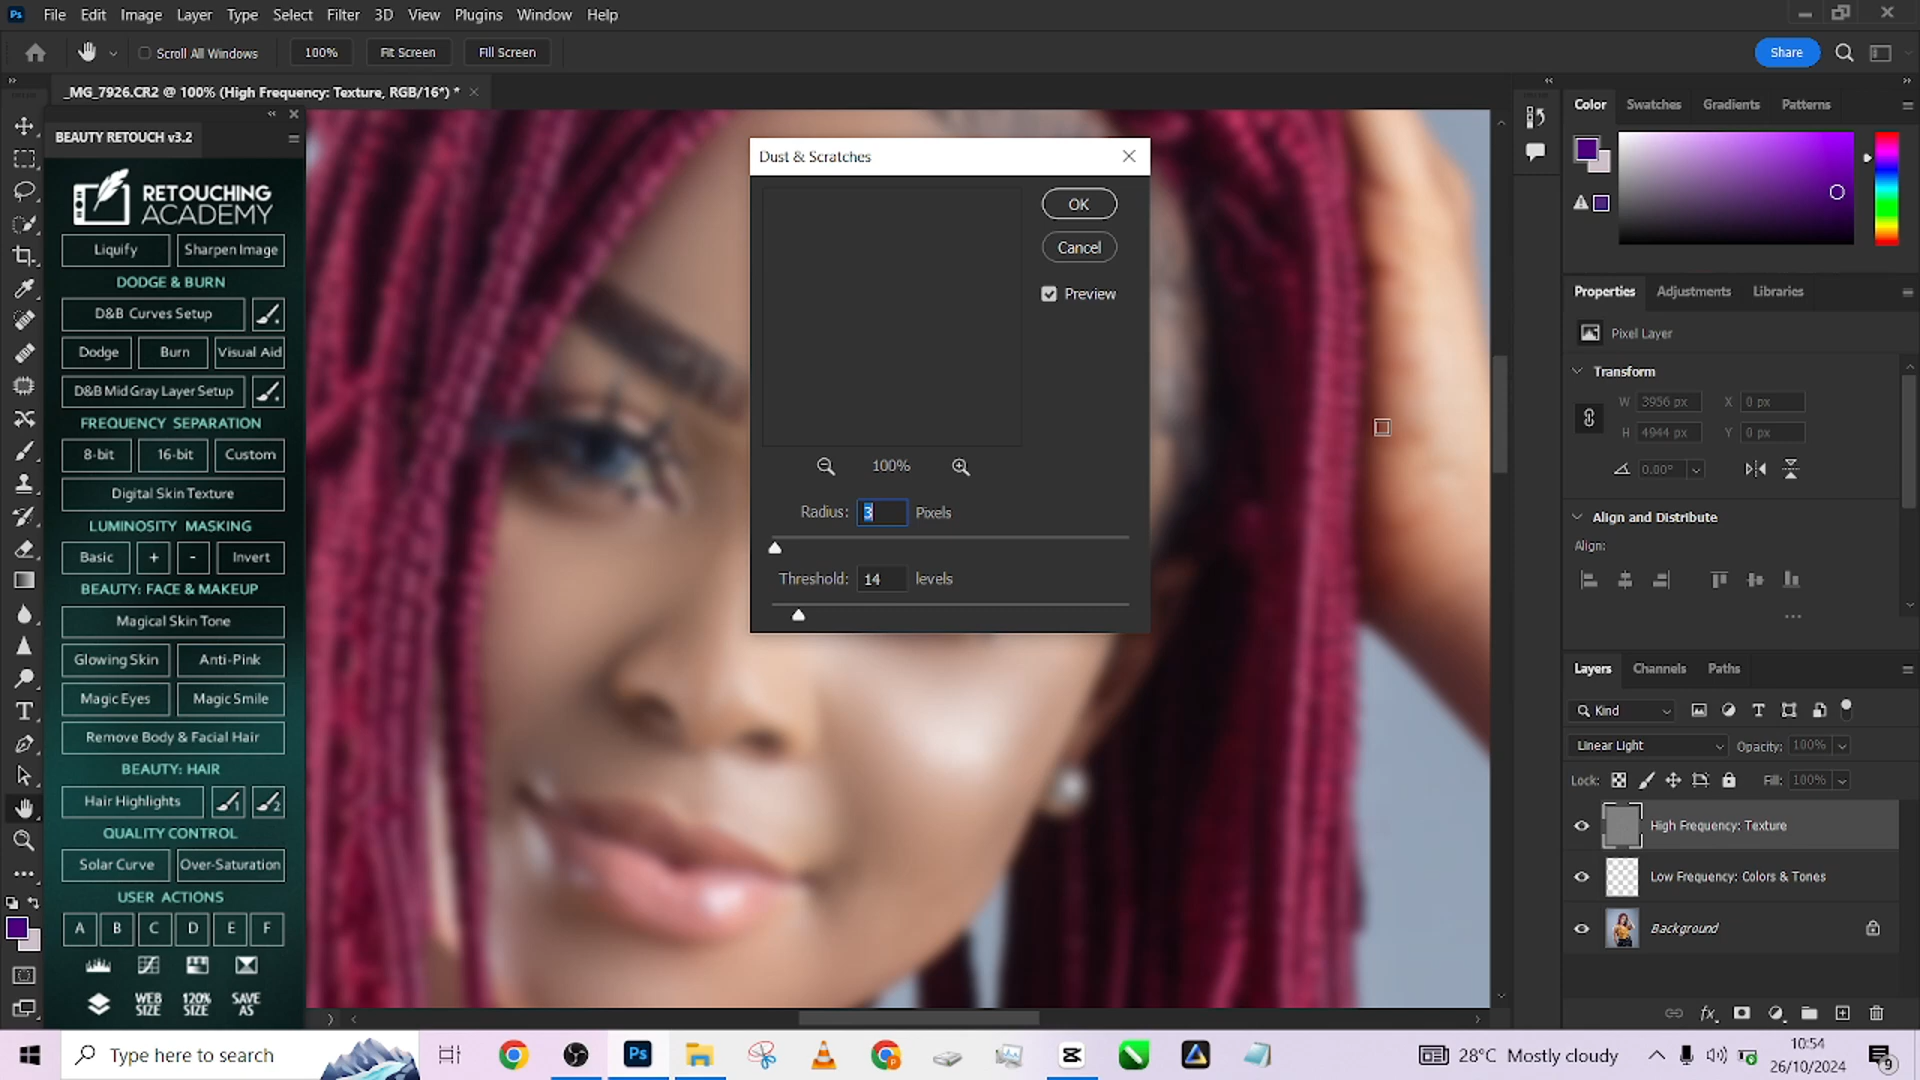 Ps File Edit Image Layer Type Select Filter 3D View Plugins Window Help
Scroll All Windows 100% Fit Screen Fill Screen Share
_MG_7926.CR2 @ 100% (High Frequency: Texture, RGB/16*) *
BEAUTY RETOUCH v3.2
RETOUCHING
ACADEMY
Liquify Sharpen Image
DODGE & BURN
D&B Curves Setup
Dodge Burn Visual Aid
D&B Mid Gray Layer Setup
FREQUENCY SEPARATION
8-bit 16-bit Custom
Digital Skin Texture
LUMINOSITY MASKING
Basic + - Invert
BEAUTY: FACE & MAKEUP
Magical Skin Tone
Glowing Skin Anti-Pink
Magic Eyes Magic Smile
Remove Body & Facial Hair
BEAUTY: HAIR
Hair Highlights 1 2
QUALITY CONTROL
Solar Curve Over-Saturation
USER ACTIONS
A B C D E F
WEB SIZE 120% SIZE SAVE AS
Dust & Scratches
OK
Cancel
Preview
100%
Radius: 3 Pixels
Threshold: 14 levels
Color Swatches Gradients Patterns
Properties Adjustments Libraries
Pixel Layer
Transform
W 3956 px X 0 px
H 4944 px Y 0 px
0.00°
Align and Distribute
Align:
Layers Channels Paths
Kind
Linear Light Opacity: 100%
Lock: Fill: 100%
High Frequency: Texture
Low Frequency: Colors & Tones
Background
fx
Type here to search
Ps
28°C Mostly cloudy
10:54
26/10/2024
9